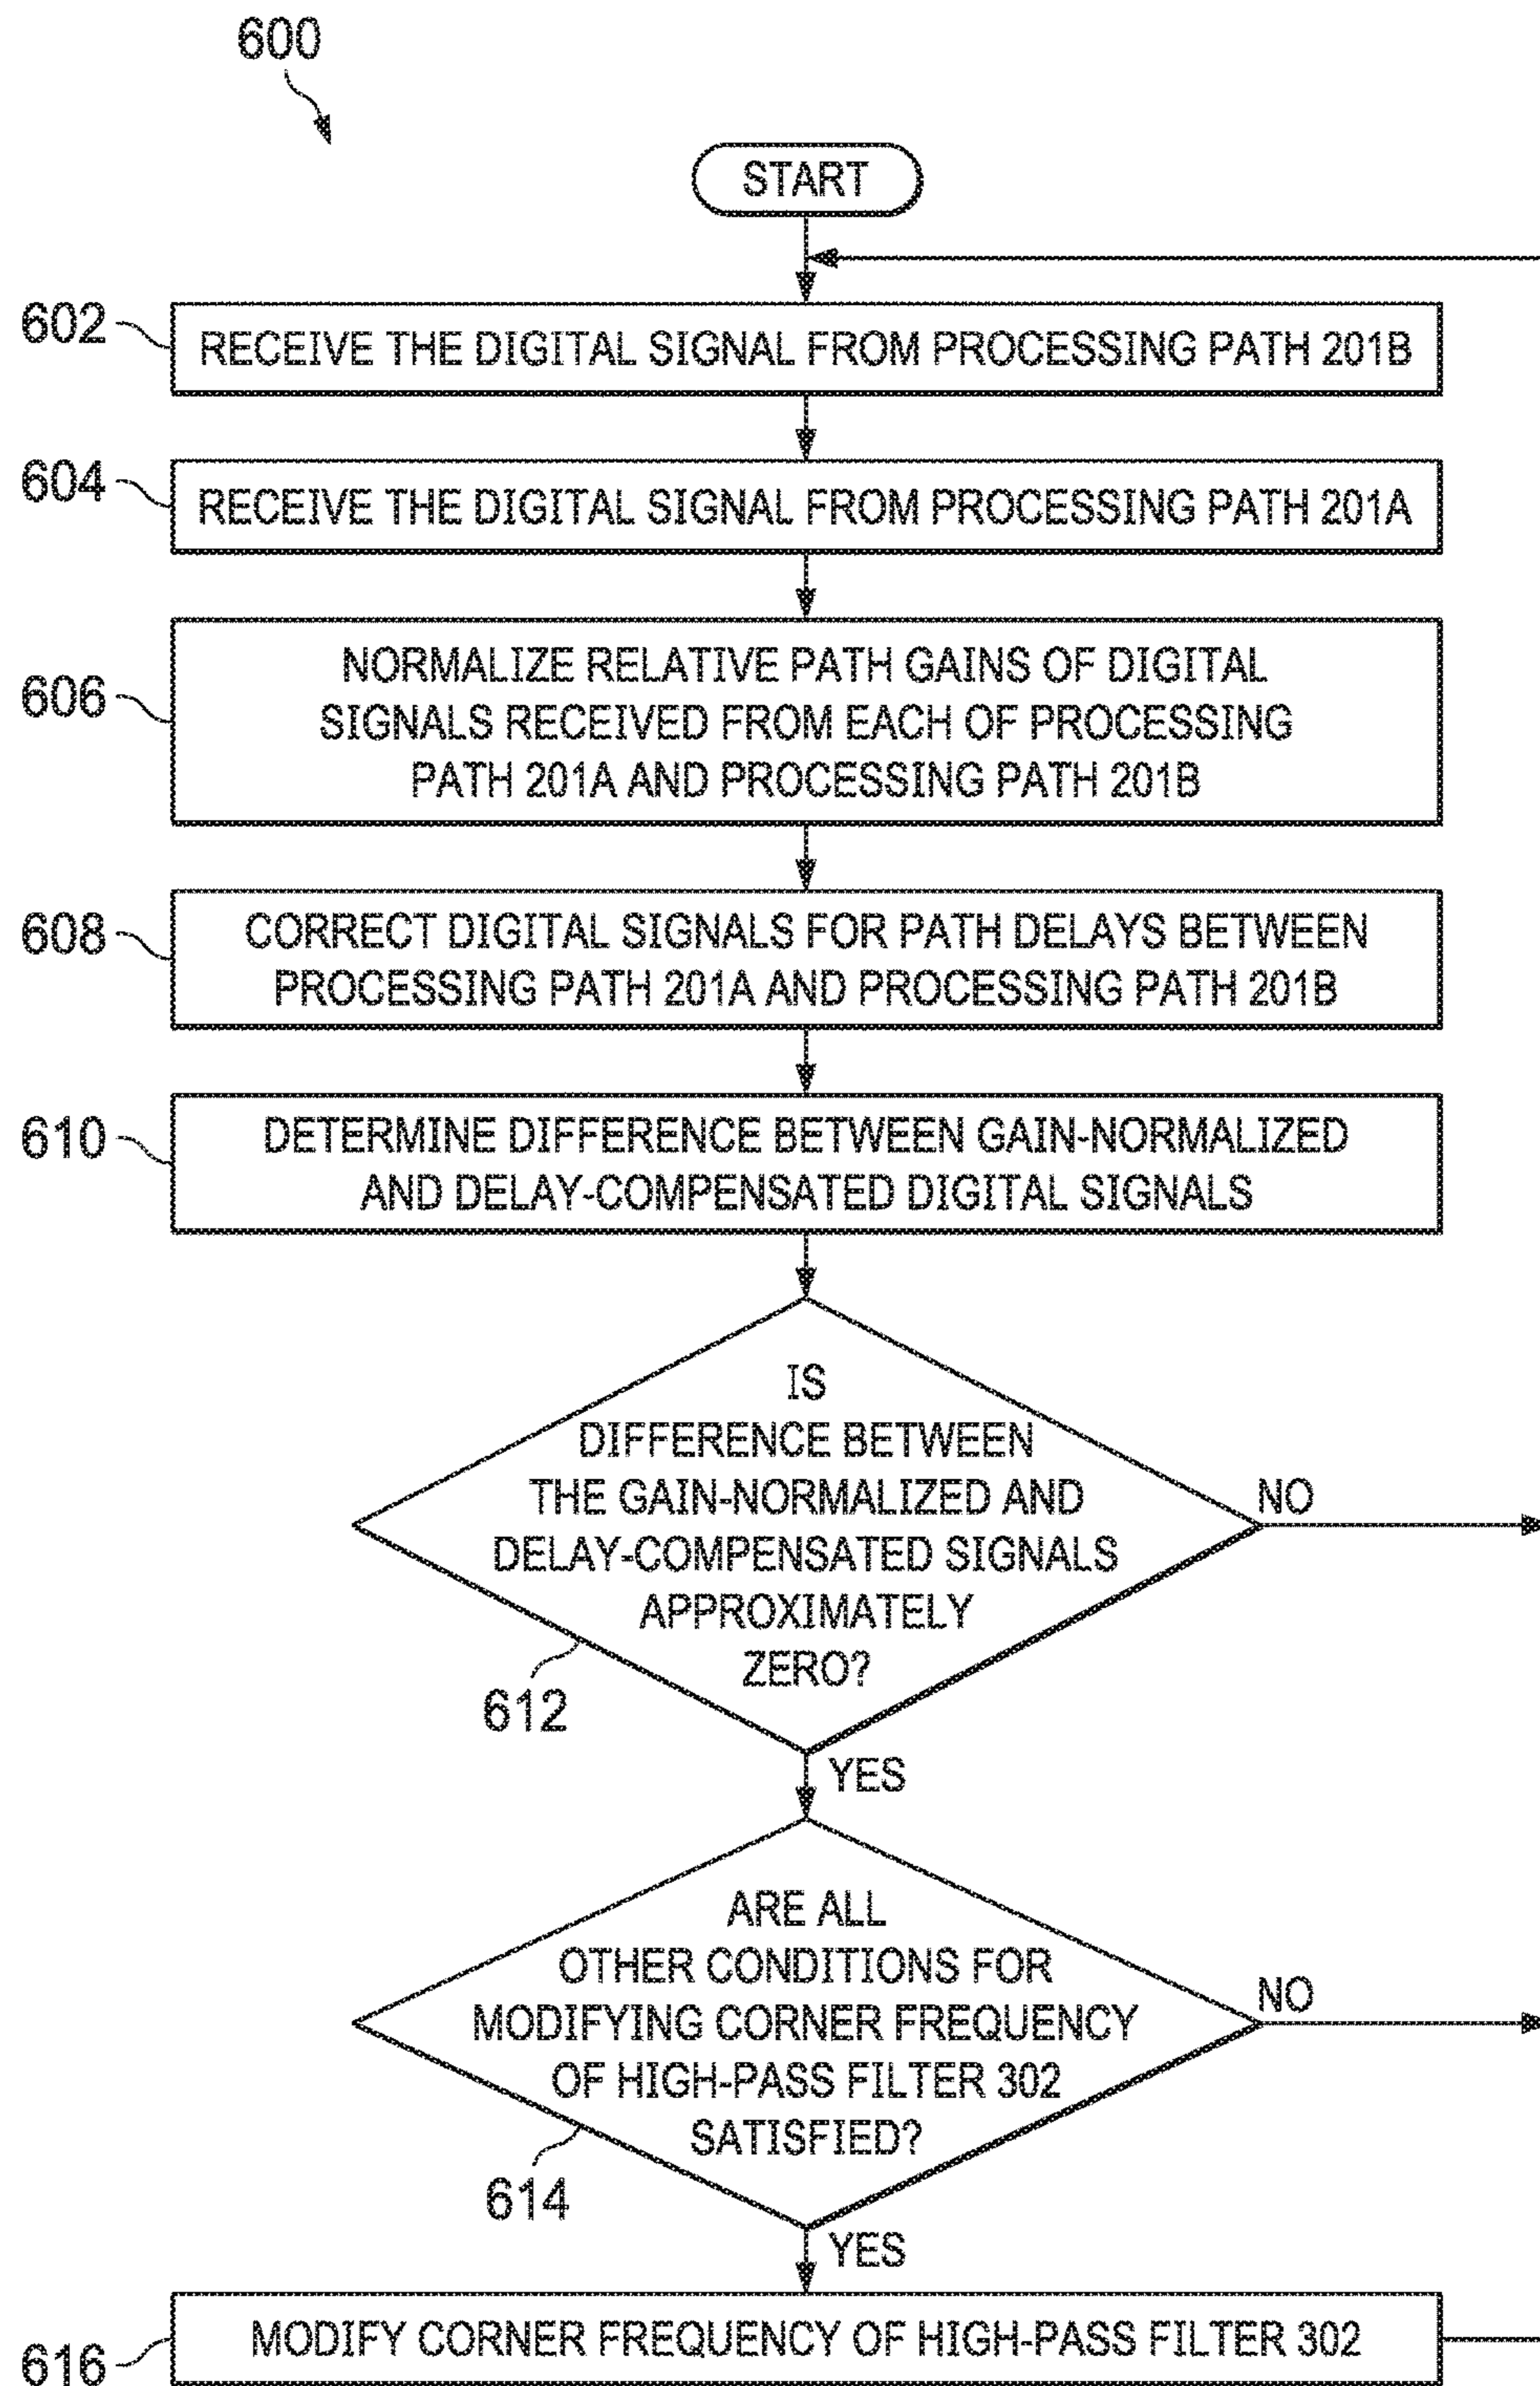 600
START
602
RECEIVE THE DIGITAL SIGNAL FROM PROCESSING PATH 201B
604
RECEIVE THE DIGITAL SIGNAL FROM PROCESSING PATH 201A
606
NORMALIZE RELATIVE PATH GAINS OF DIGITAL
SIGNALS RECEIVED FROM EACH OF PROCESSING
PATH 201A AND PROCESSING PATH 201B
608
CORRECT DIGITAL SIGNALS FOR PATH DELAYS BETWEEN
PROCESSING PATH 201A AND PROCESSING PATH 201B
610
DETERMINE DIFFERENCE BETWEEN GAIN-NORMALIZED
AND DELAY-COMPENSATED DIGITAL SIGNALS
IS
DIFFERENCE BETWEEN
THE GAIN-NORMALIZED AND
DELAY-COMPENSATED SIGNALS
APPROXIMATELY
ZERO?
NO
612
YES
ARE ALL
OTHER CONDITIONS FOR
MODIFYING CORNER FREQUENCY
OF HIGH-PASS FILTER 302
SATISFIED?
NO
614
YES
616
MODIFY CORNER FREQUENCY OF HIGH-PASS FILTER 302